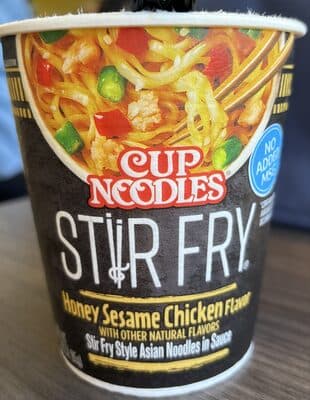 CUP
NOODLES®
NO
ADDED
MSG
STIR FRY®
Honey Sesame Chicken Flavor
WITH OTHER NATURAL FLAVORS
Stir Fry Style Asian Noodles in Sauce